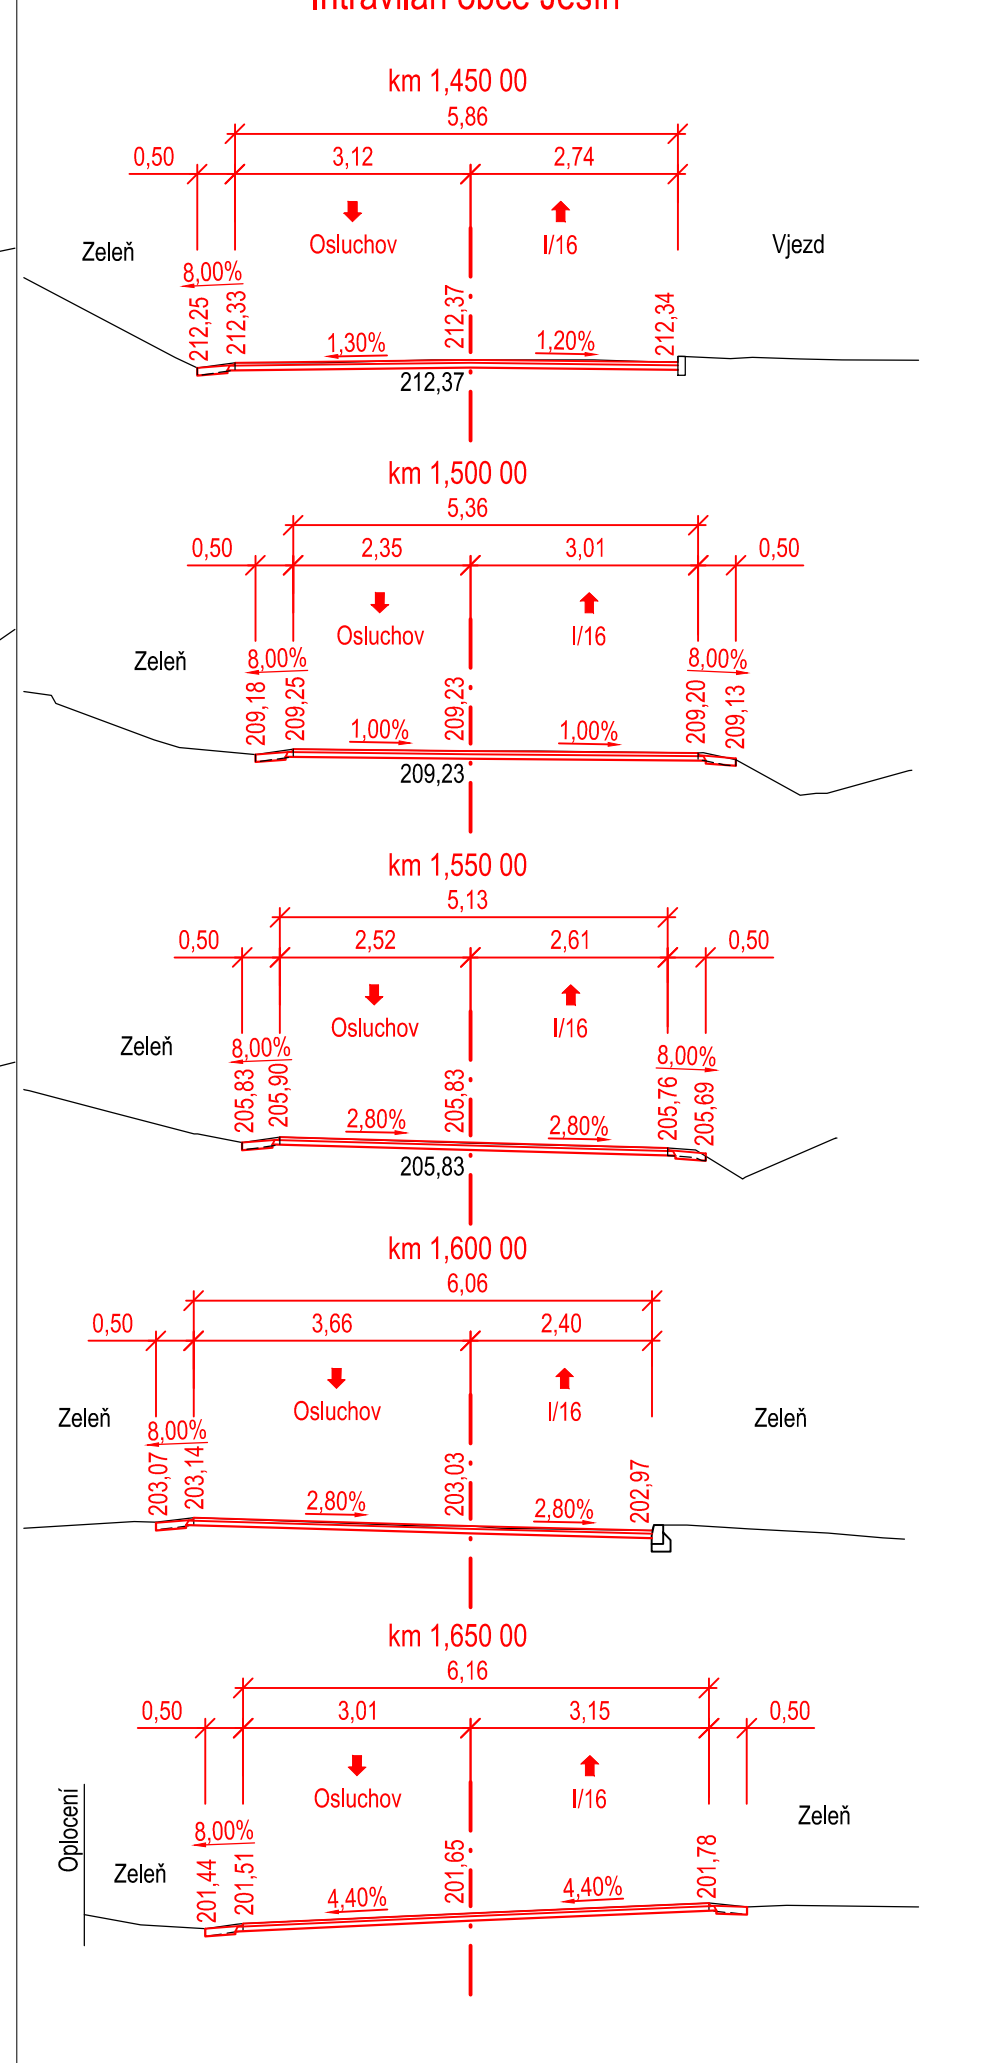 Intravilán obce Ješín
km 1,450 00
5,86
0,50
3,12
2,74
Zeleň
Osluchov
I/16
Vjezd
8,00%
212,25
212,33
212,37
212,34
1,30%
1,20%
212,37
km 1,500 00
5,36
0,50
2,35
3,01
0,50
Zeleň
Osluchov
I/16
8,00%
8,00%
209,18
209,25
209,23
209,20
209,13
1,00%
1,00%
209,23
km 1,550 00
5,13
0,50
2,52
2,61
0,50
Zeleň
Osluchov
I/16
8,00%
8,00%
205,83
205,90
205,83
205,76
205,69
2,80%
2,80%
205,83
km 1,600 00
6,06
0,50
3,66
2,40
Zeleň
Osluchov
I/16
Zeleň
8,00%
203,07
203,14
203,03
202,97
2,80%
2,80%
km 1,650 00
6,16
0,50
3,01
3,15
0,50
Oplocení
Osluchov
I/16
Zeleň
8,00%
Zeleň
201,44
201,51
201,65
201,78
4,40%
4,40%